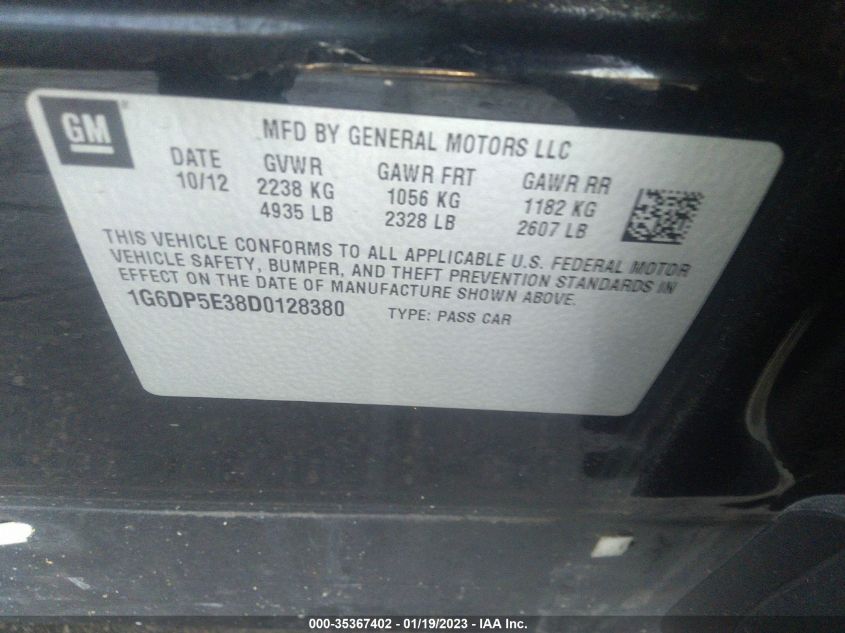 GM
MFD BY GENERAL MOTORS LLC
DATE GVWR GAWR FRT GAWR RR
10/12 2238 KG 1056 KG 1182 KG
4935 LB 2328 LB 2607 LB
THIS VEHICLE CONFORMS TO ALL APPLICABLE U.S. FEDERAL MOTOR
VEHICLE SAFETY, BUMPER, AND THEFT PREVENTION STANDARDS IN
EFFECT ON THE DATE OF MANUFACTURE SHOWN ABOVE.
1G6DP5E38D0128380 TYPE: PASS CAR
000-35367402 - 01/19/2023 - IAA Inc.